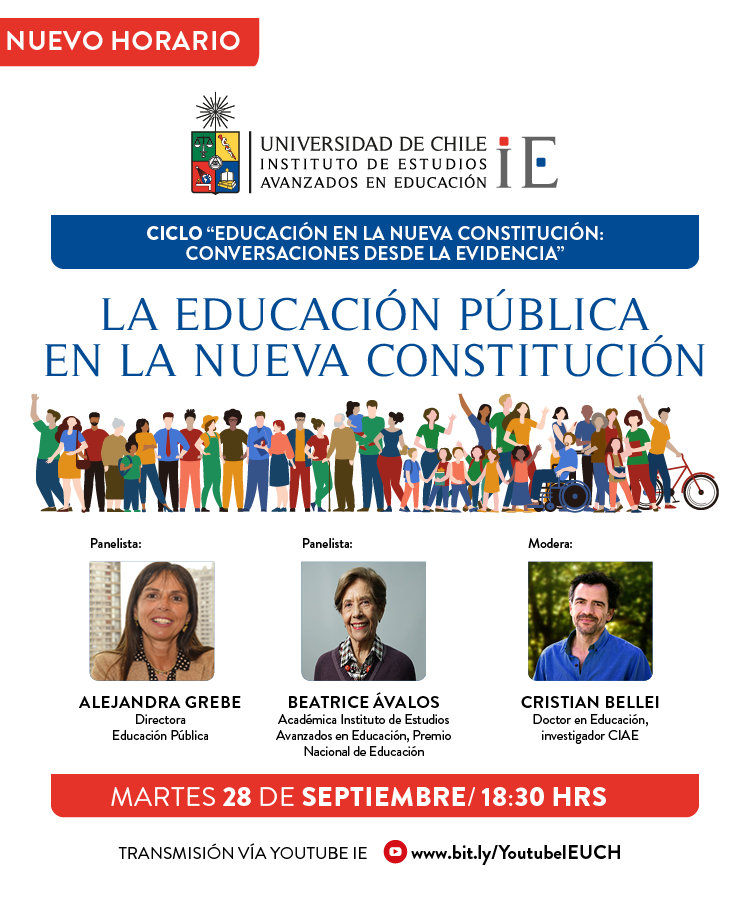 NUEVO HORARIO
UNIVERSIDAD DE CHILE
INSTITUTO DE ESTUDIOS
AVANZADOS EN EDUCACIÓN
iE
CICLO “EDUCACIÓN EN LA NUEVA CONSTITUCIÓN:
CONVERSACIONES DESDE LA EVIDENCIA”
LA EDUCACIÓN PÚBLICA
EN LA NUEVA CONSTITUCIÓN
Panelista:
ALEJANDRA GREBE
Directora
Educación Pública
Panelista:
BEATRICE ÁVALOS
Académica Instituto de Estudios
Avanzados en Educación, Premio
Nacional de Educación
Modera:
CRISTIAN BELLEI
Doctor en Educación,
investigador CIAE
MARTES 28 DE SEPTIEMBRE/ 18:30 HRS
TRANSMISIÓN VÍA YOUTUBE IE www.bit.ly/YoutubeIEUCH